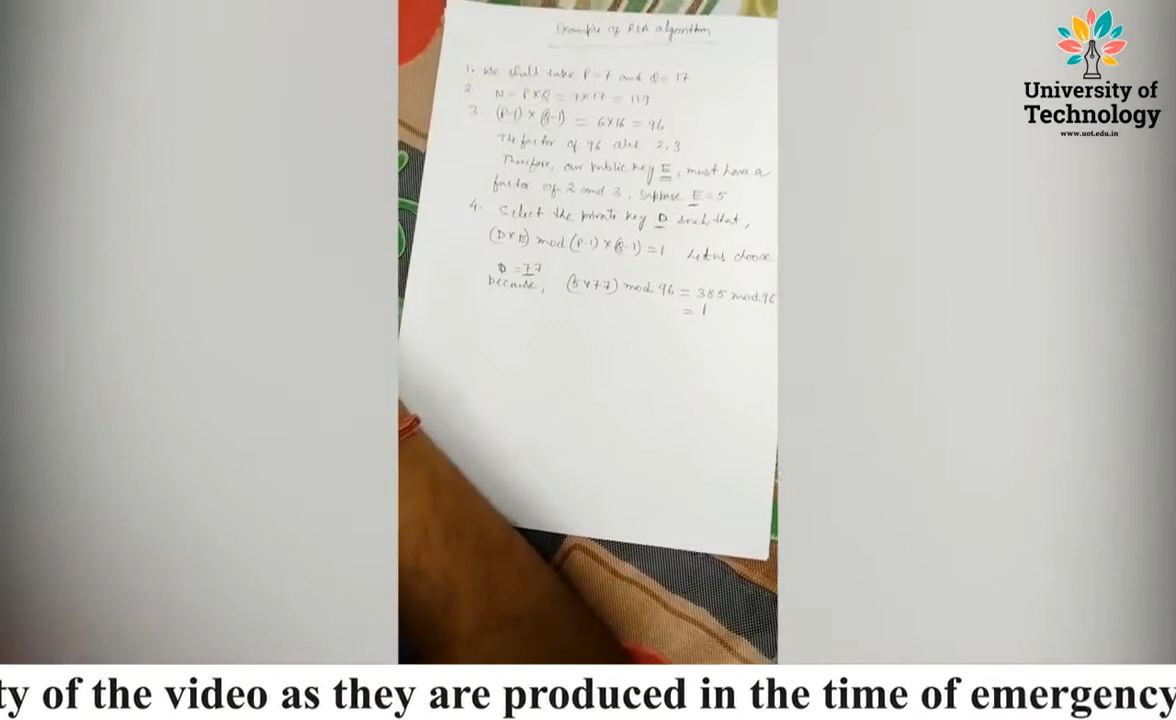 Example of RSA algorithm
1. We shall take P = 7 and Q = 17
2. N = P × Q = 7 × 17 = 119
3. (P-1) × (Q-1) = 6 × 16 = 96
The factor of 96 are 2, 3
Therefore, our public key E, must have a
factor of 2 and 3. Suppose E = 5
4. Select the private key D such that,
(D × E) mod (P-1) × (Q-1) = 1 Let us choose
D = 77
because, (5 × 77) mod 96 = 385 mod 96
= 1
University of
Technology
www.uot.edu.in
ty of the video as they are produced in the time of emergency